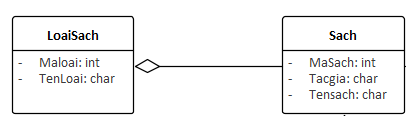 LoaiSach
- Maloai: int
- TenLoai: char
Sach
- MaSach: int
- Tacgia: char
- Tensach: char